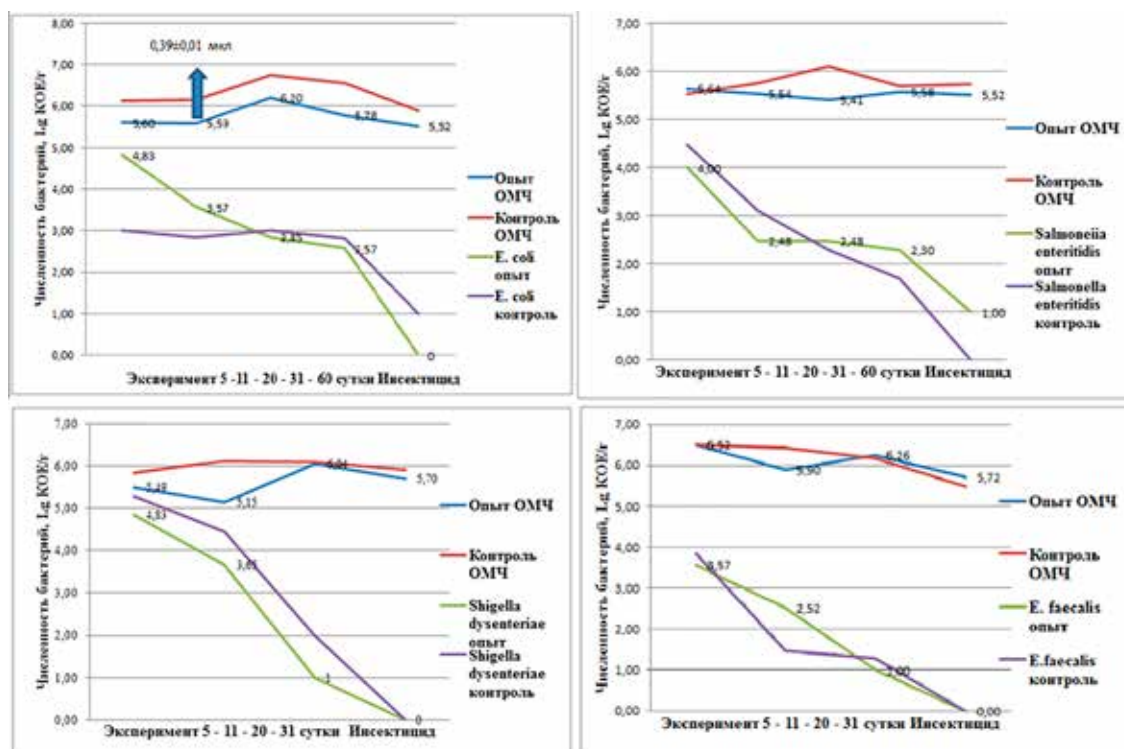 8,00
7,00
6,00
5,00
4,00
3,00
2,00
1,00
0,00
Численность бактерий, Lg КОЕ/г
0,39±0,01 мкл
5,60
5,59
6,20
5,78
5,52
4,83
3,57
2,85
2,57
0
Опыт
ОМЧ
Контроль
ОМЧ
E. coli
опыт
E. coli
контроль
Эксперимент 5 -11 - 20 - 31 - 60 сутки Инсектицид
7,00
6,00
5,00
4,00
3,00
2,00
1,00
0,00
Численность бактерий, Lg КОЕ/г
5,64
5,54
5,41
5,58
5,52
4,00
2,48
2,48
2,30
1,00
Опыт ОМЧ
Контроль
ОМЧ
Salmoneiia
enteritidis
опыт
Salmonella
enteritidis
контроль
Эксперимент 5 - 11 - 20 - 31 - 60 сутки Инсектицид
7,00
6,00
5,00
4,00
3,00
2,00
1,00
0,00
Численность бактерий, Lg КОЕ/г
5,49
5,15
6,04
5,70
4,83
3,65
1
0
Опыт ОМЧ
Контроль
ОМЧ
Shigella
dysenteriae
опыт
Shigella
dysenteriae
контроль
Эксперимент 5 - 11 - 20 - 31 сутки Инсектицид
7,00
6,00
5,00
4,00
3,00
2,00
1,00
0,00
Численность бактерий, Lg КОЕ/г
6,52
5,90
6,26
5,72
3,57
2,52
1,00
0,00
Опыт ОМЧ
Контроль
ОМЧ
E. faecalis
опыт
E.faecalis
контроль
Эксперимент 5 - 11 - 20 - 31 сутки Инсектицид